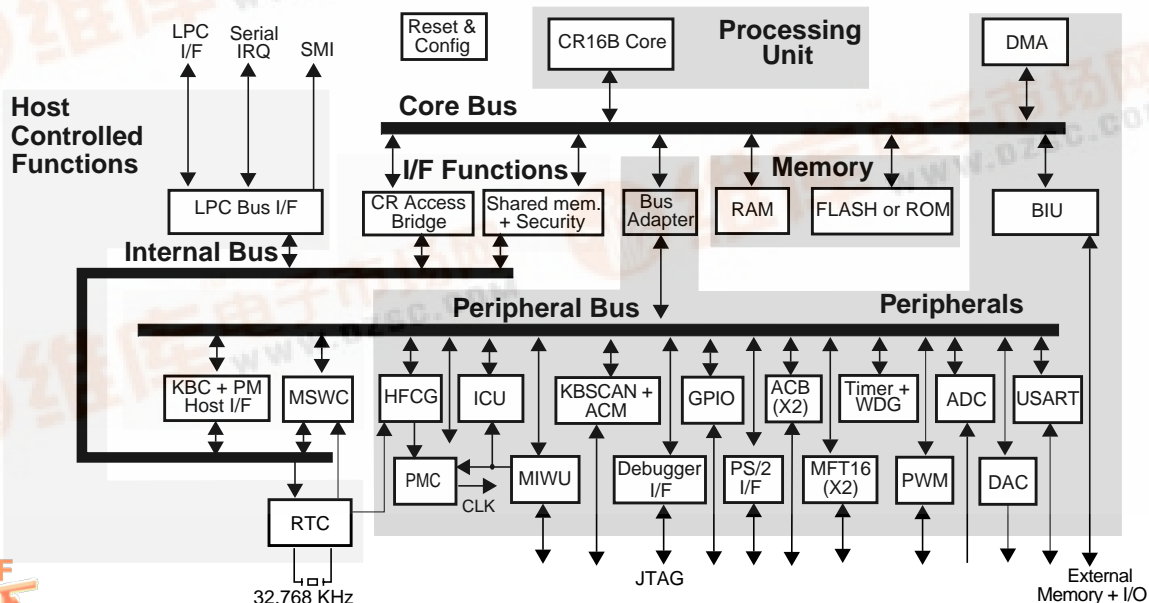 LPC
I/F
Serial
IRQ
SMI
Reset &
Config
CR16B Core
Processing
Unit
DMA
Host
Controlled
Functions
Core Bus
I/F Functions
Memory
LPC Bus I/F
CR Access
Bridge
Shared mem.
+ Security
Bus
Adapter
RAM
FLASH or ROM
BIU
Internal Bus
Peripheral Bus
Peripherals
KBC + PM
Host I/F
MSWC
HFCG
ICU
KBSCAN +
ACM
GPIO
ACB
(X2)
Timer +
WDG
ADC
USART
PMC
CLK
MIWU
Debugger
I/F
PS/2
I/F
MFT16
(X2)
PWM
DAC
RTC
32.768 KHz
JTAG
External
Memory + I/O
WWW.DZSC.COM